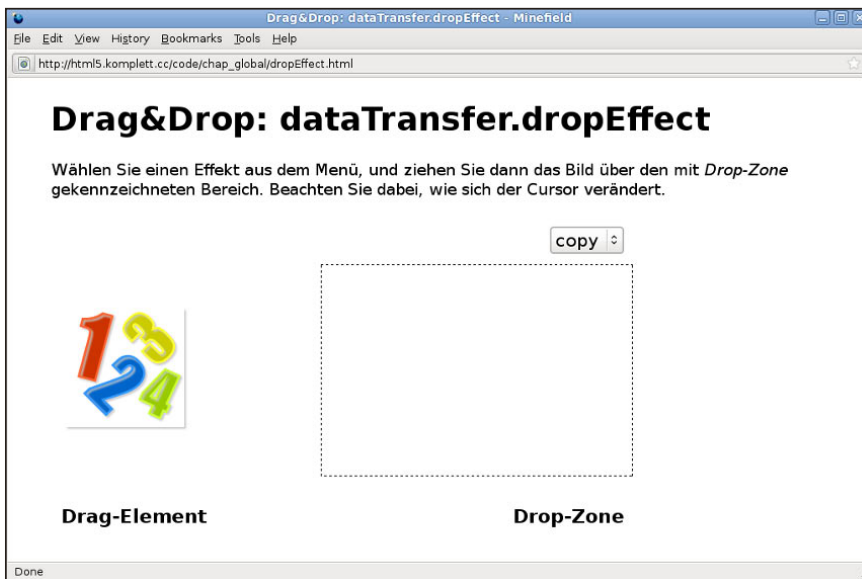 Drag&Drop: dataTransfer.dropEffect - Minefield
File Edit View History Bookmarks Tools Help
http://html5.komplett.cc/code/chap_global/dropEffect.html
Drag&Drop: dataTransfer.dropEffect
Wählen Sie einen Effekt aus dem Menü, und ziehen Sie dann das Bild über den mit Drop-Zone
gekennzeichneten Bereich. Beachten Sie dabei, wie sich der Cursor verändert.
copy
1 3
2 4
Drag-Element Drop-Zone
Done